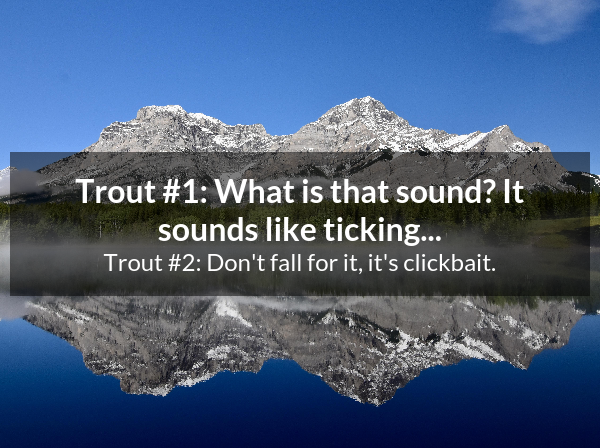 Trout #1: What is that sound? It
sounds like ticking...
Trout #2: Don't fall for it, it's clickbait.